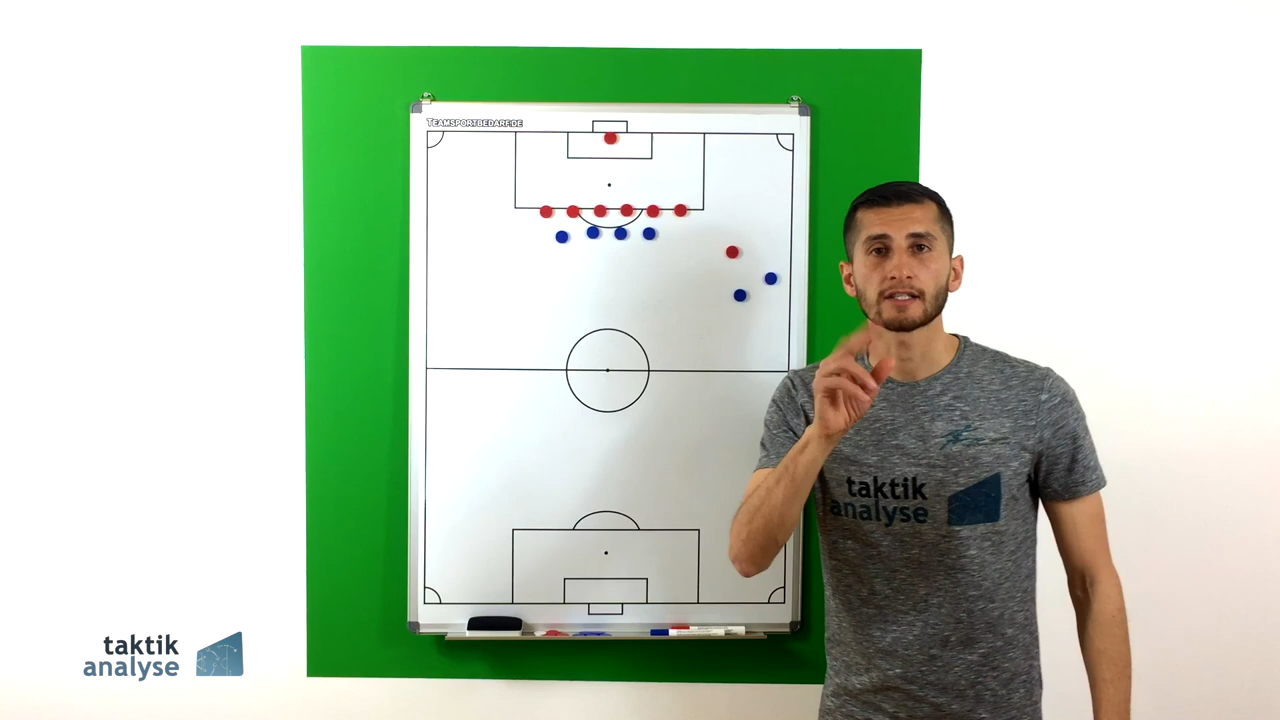 TEAMSPORTBEDARF.DE
taktik
analyse
taktik
analyse